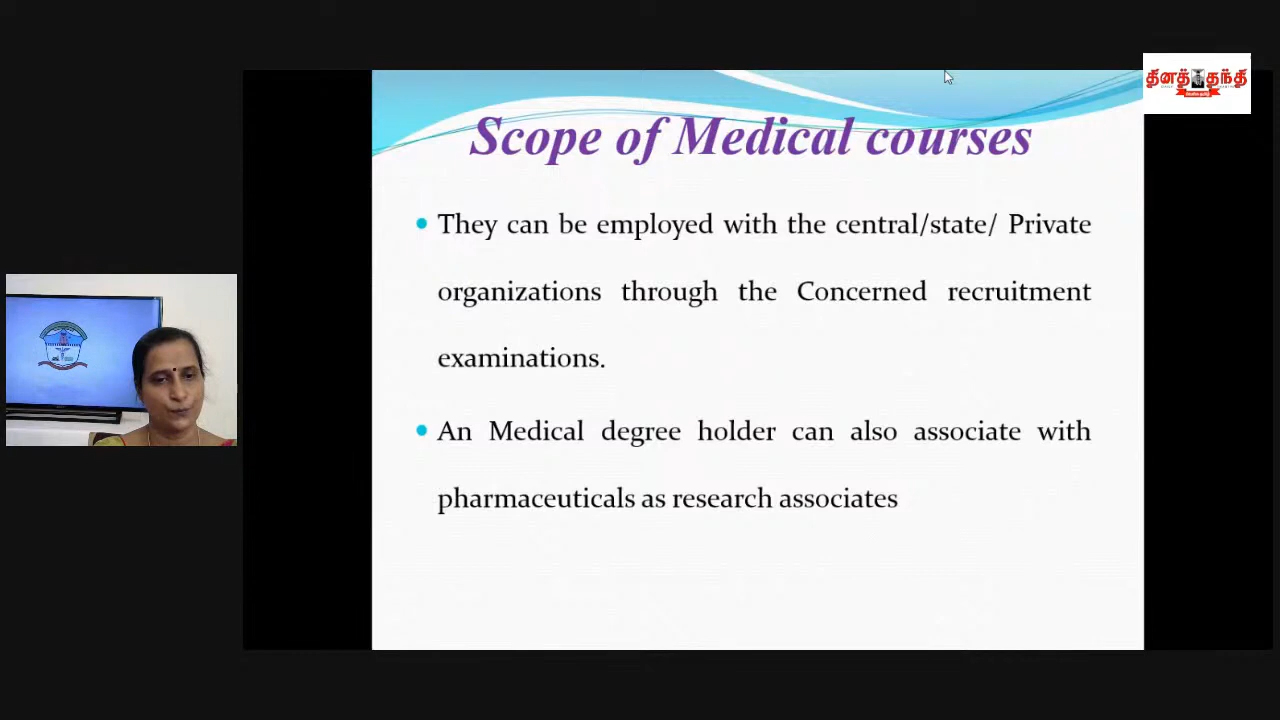 தினத்தந்தி
Scope of Medical courses
They can be employed with the central/state/ Private
organizations through the Concerned recruitment
examinations.
An Medical degree holder can also associate with
pharmaceuticals as research associates